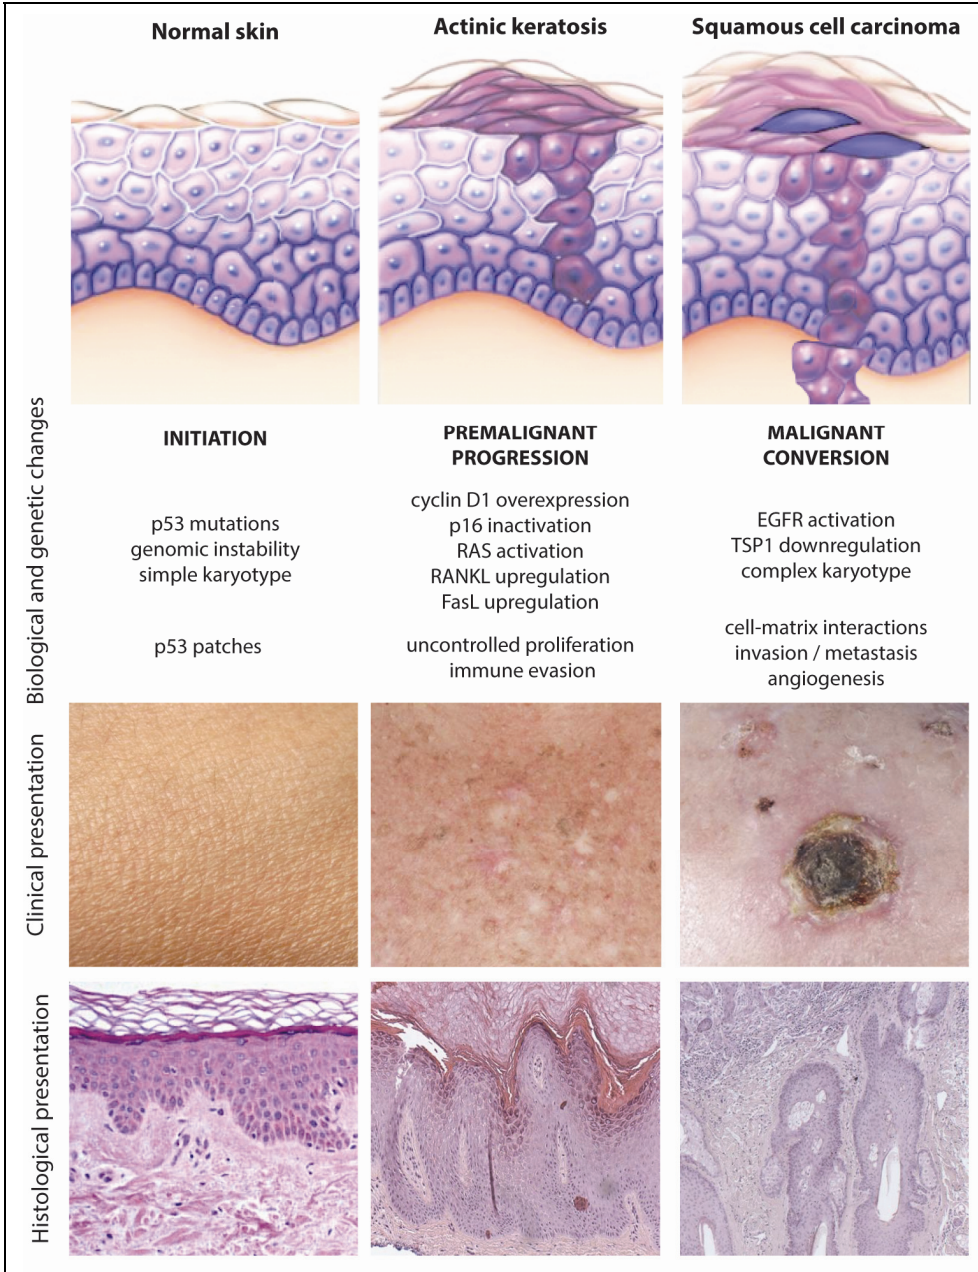 Normal skin
Actinic keratosis
Squamous cell carcinoma
Biological and genetic changes
INITIATION
p53 mutations
genomic instability
simple karyotype
p53 patches
PREMALIGNANT
PROGRESSION
cyclin D1 overexpression
p16 inactivation
RAS activation
RANKL upregulation
FasL upregulation
uncontrolled proliferation
immune evasion
MALIGNANT
CONVERSION
EGFR activation
TSP1 downregulation
complex karyotype
cell-matrix interactions
invasion / metastasis
angiogenesis
Clinical presentation
Histological presentation